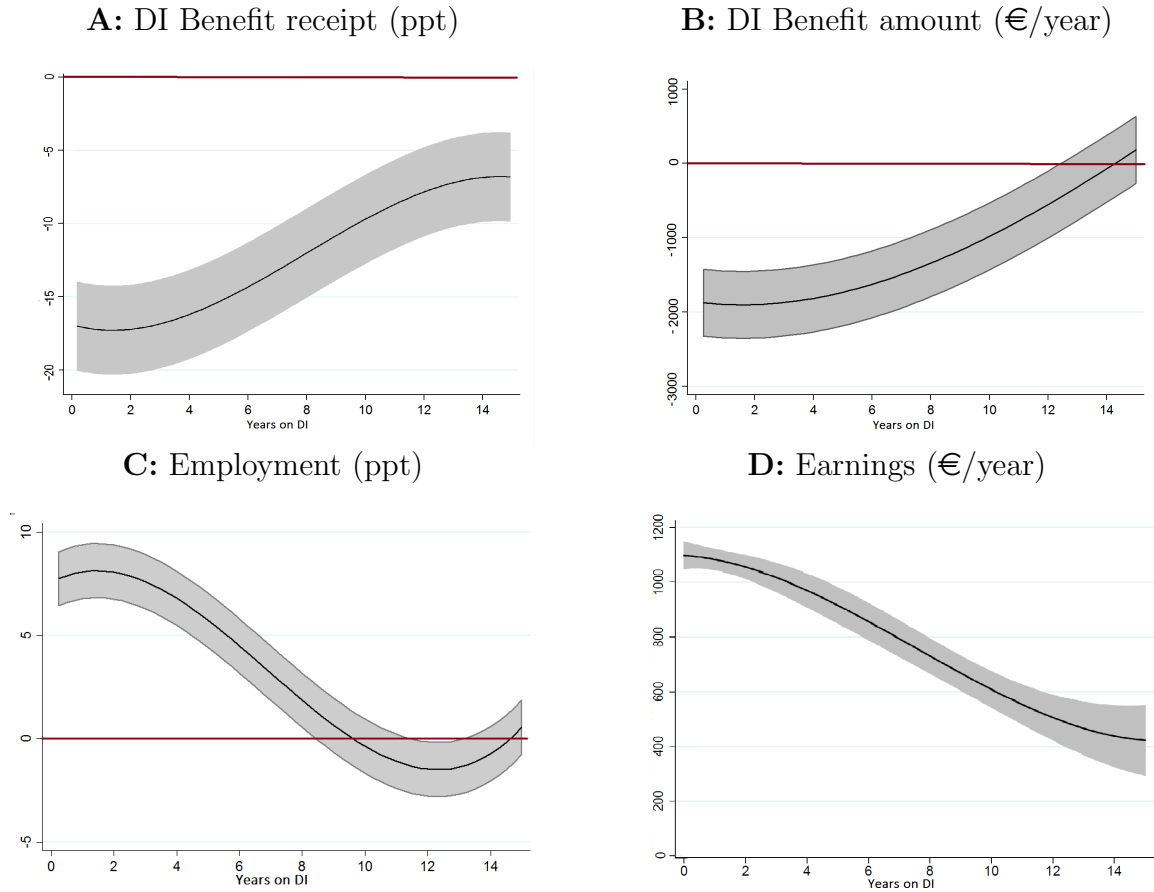 A: DI Benefit receipt (ppt)
0
-5
-10
-15
-20
0 2 4 6 8 10 12 14
Years on DI
B: DI Benefit amount (€/year)
1000
0
-1000
-2000
-3000
0 2 4 6 8 10 12 14
Years on DI
C: Employment (ppt)
10
5
0
-5
0 2 4 6 8 10 12 14
Years on DI
D: Earnings (€/year)
1200
1000
800
600
400
200
0
0 2 4 6 8 10 12 14
Years on DI